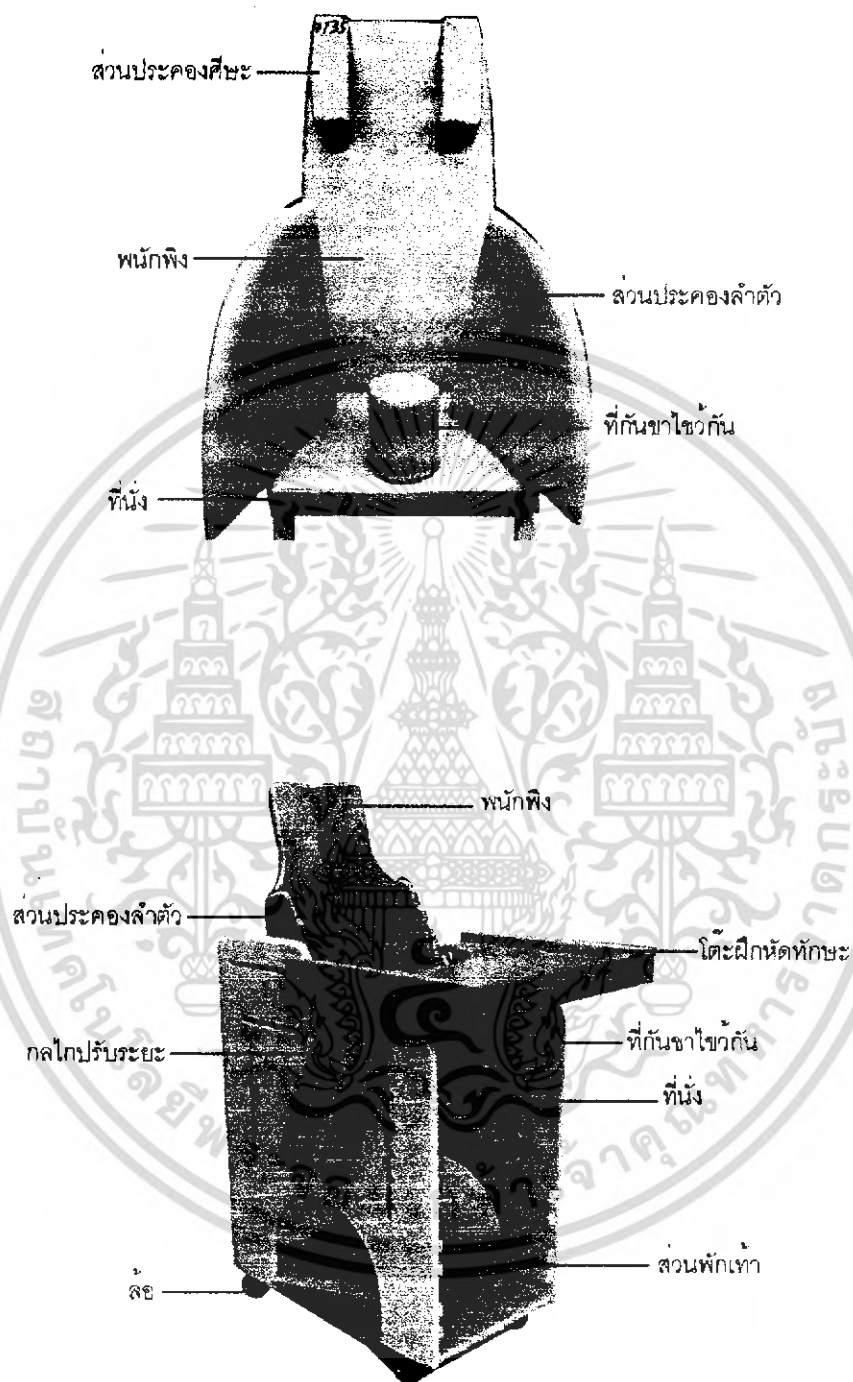 ส่วนประคองศีษะ
พนักพิง
ส่วนประคองลำตัว
ที่กันขาไขว้กัน
ที่นั่ง
พนักพิง
ส่วนประคองลำตัว
โต๊ะฝึกหัดทักษะ
กลไกปรับระยะ
ที่กันขาไขว้กัน
ที่นั่ง
ส่วนพักเท้า
ล้อ